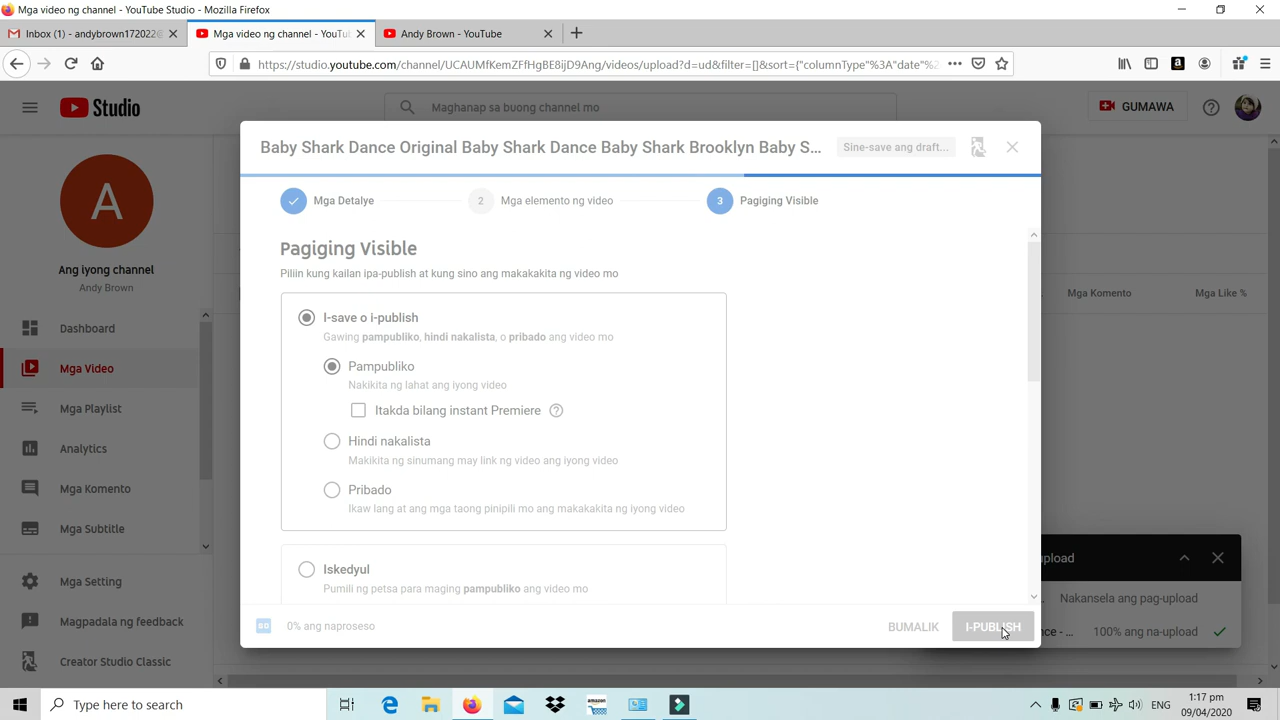 Mga video ng channel - YouTube Studio - Mozilla Firefox
Inbox (1) - andybrown172022@
Mga video ng channel - YouTu
Andy Brown - YouTube
https://studio.youtube.com/channel/UCAUMfKemZFfHgBE8ijD9Ang/videos/upload?d=ud&filter=[]&sort={"columnType"%3A"date"%
Studio
Maghanap sa buong channel mo
GUMAWA
Baby Shark Dance Original Baby Shark Dance Baby Shark Brooklyn Baby S...
Sine-save ang draft...
Mga Detalye
2
Mga elemento ng video
3
Pagiging Visible
A
Ang iyong channel
Andy Brown
Dashboard
Mga Video
Mga Playlist
Analytics
Mga Komento
Mga Subtitle
Mga Setting
Magpadala ng feedback
Creator Studio Classic
Pagiging Visible
Piliin kung kailan ipa-publish at kung sino ang makakakita ng video mo
I-save o i-publish
Gawing pampubliko, hindi nakalista, o pribado ang video mo
Pampubliko
Nakikita ng lahat ang iyong video
Itakda bilang instant Premiere
Hindi nakalista
Makikita ng sinumang may link ng video ang iyong video
Pribado
Ikaw lang at ang mga taong pinipili mo ang makakakita ng iyong video
Iskedyul
Pumili ng petsa para maging pampubliko ang video mo
Mga Komento
Mga Like %
SD
0% ang naproseso
BUMALIK
I-PUBLISH
upload
Nakansela ang pag-upload
nce - ...
100% ang na-upload
Type here to search
amazon
ENG
1:17 pm
09/04/2020